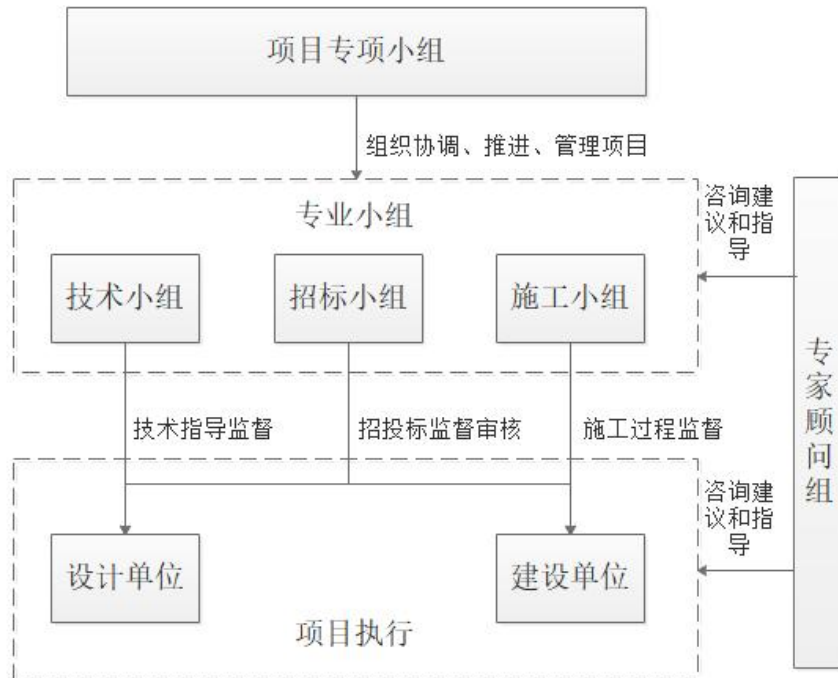 项目专项小组
组织协调、推进、管理项目
专业小组
咨询建
议和指
导
技术小组
招标小组
施工小组
专家顾问组
技术指导监督
招投标监督审核
施工过程监督
咨询建
议和指
导
设计单位
建设单位
项目执行